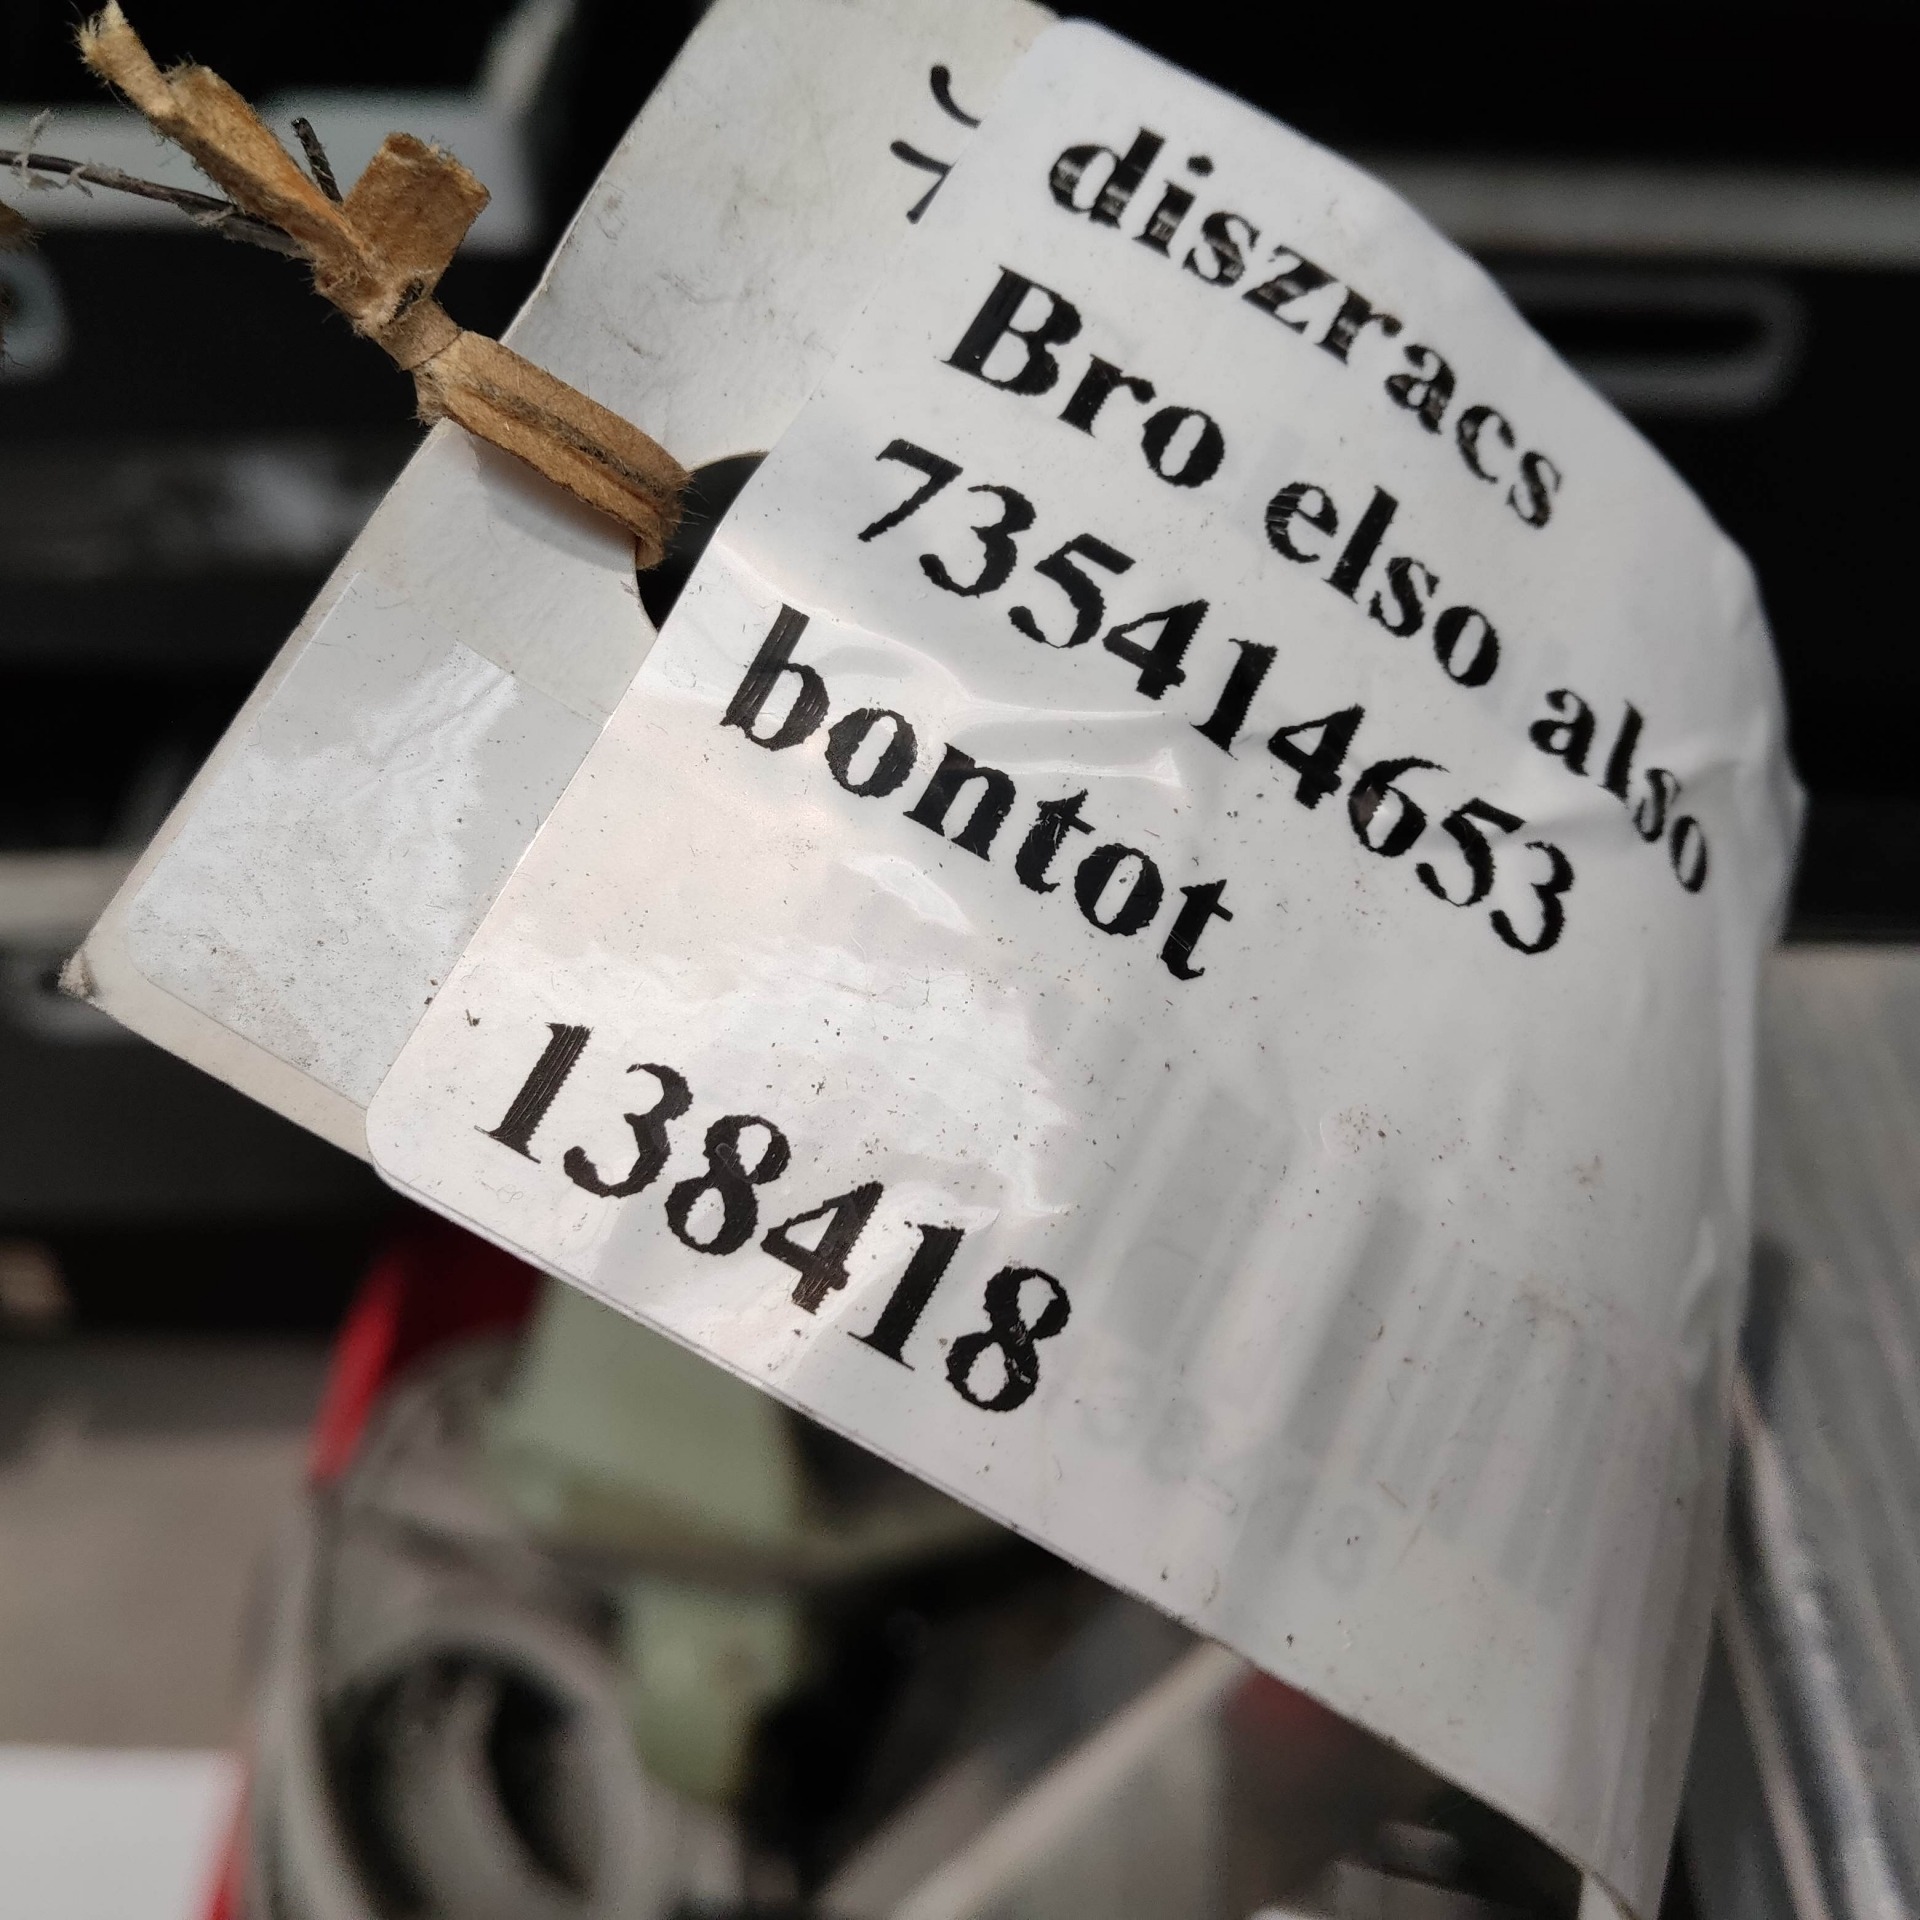 diszracs
Bro elso also
735414653
bontot
138418